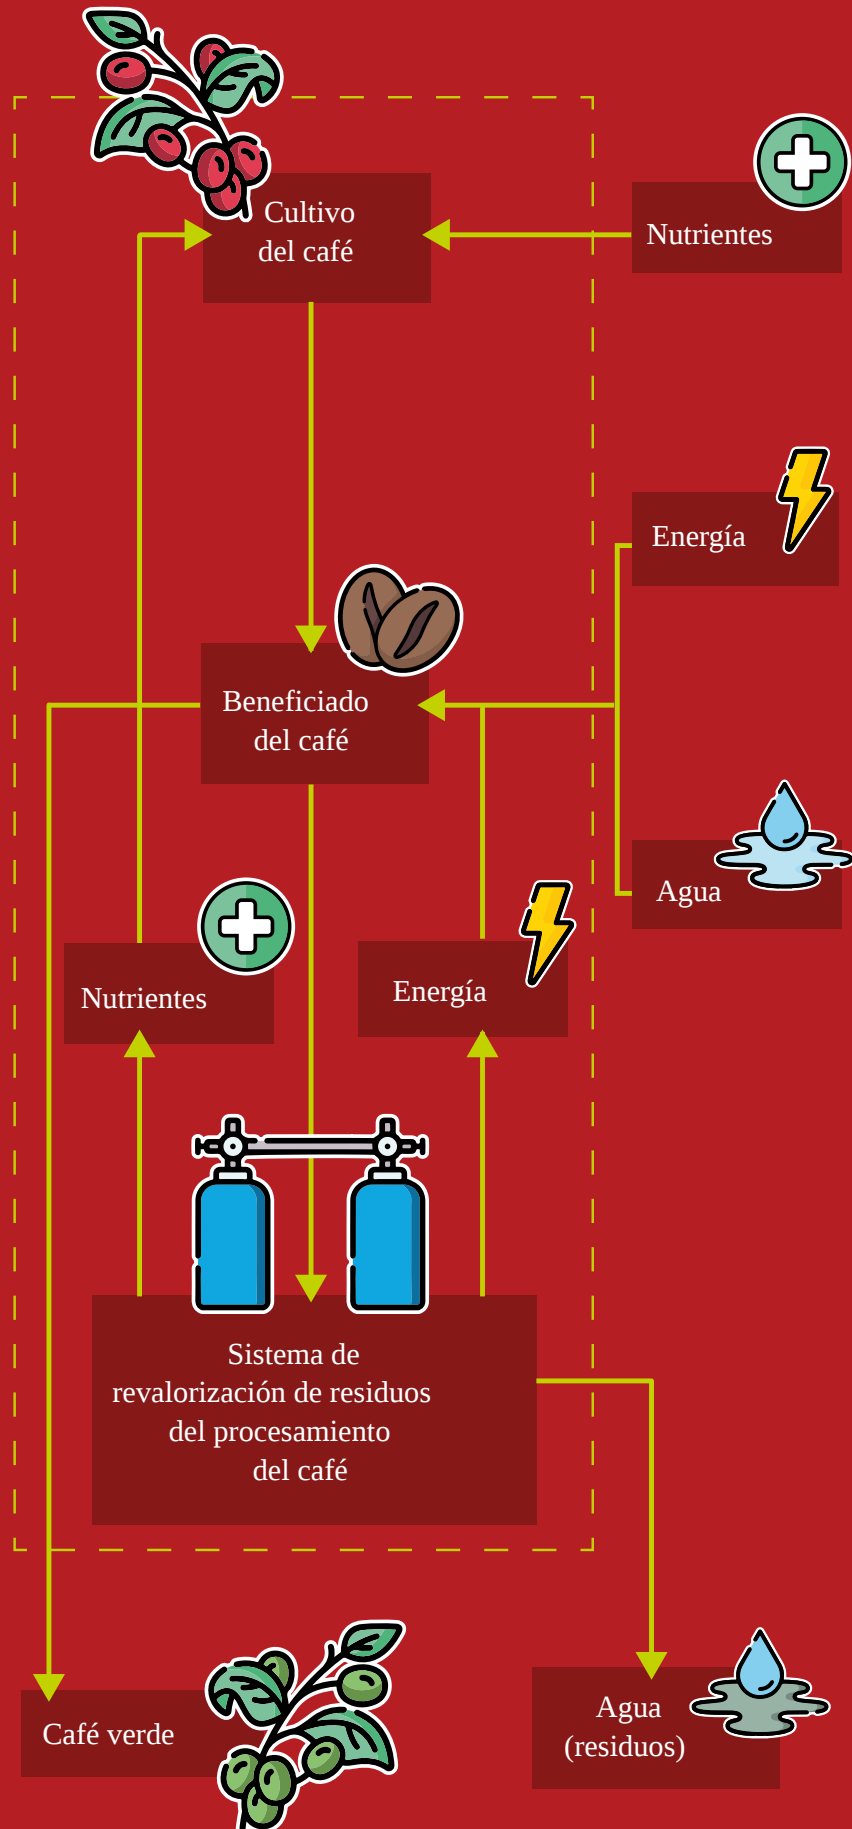 Cultivo
del café
Nutrientes
Energía
Beneficiado
del café
Agua
Nutrientes
Energía
Sistema de
revalorización de residuos
del procesamiento
del café
Café verde
Agua
(residuos)